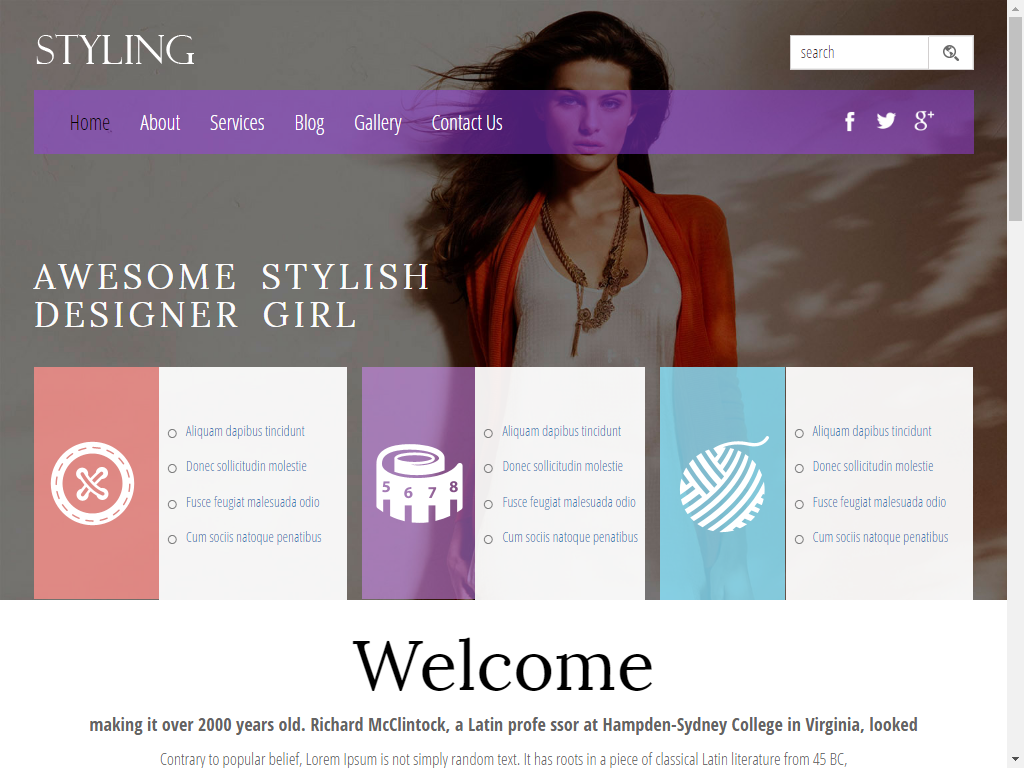 STYLING
search
Home About Services Blog Gallery Contact Us
AWESOME STYLISH
DESIGNER GIRL
Aliquam dapibus tincidunt
Donec sollicitudin molestie
Fusce feugiat malesuada odio
Cum sociis natoque penatibus
5 6 7 8
Aliquam dapibus tincidunt
Donec sollicitudin molestie
Fusce feugiat malesuada odio
Cum sociis natoque penatibus
Aliquam dapibus tincidunt
Donec sollicitudin molestie
Fusce feugiat malesuada odio
Cum sociis natoque penatibus
Welcome
making it over 2000 years old. Richard McClintock, a Latin profe ssor at Hampden-Sydney College in Virginia, looked
Contrary to popular belief, Lorem Ipsum is not simply random text. It has roots in a piece of classical Latin literature from 45 BC,